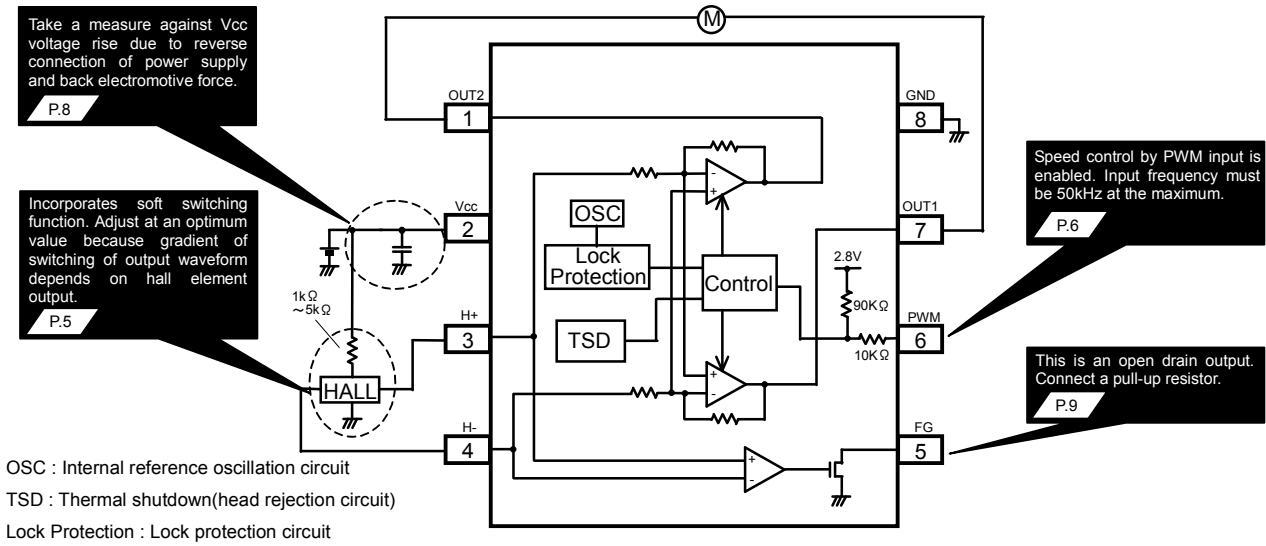 Take a measure against Vcc
voltage rise due to reverse
connection of power supply
and back electromotive force.
P.8
Incorporates soft switching
function. Adjust at an optimum
value because gradient of
switching of output waveform
depends on hall element
output.
P.5
M
OUT2
1
GND
8
Vcc
2
OUT1
7
OSC
Lock
Protection
Control
TSD
2.8V
90KΩ
10KΩ
PWM
6
1kΩ
～5kΩ
H+
3
HALL
H-
4
FG
5
-
+
+
-
+
-
Speed control by PWM input is
enabled. Input frequency must
be 50kHz at the maximum.
P.6
This is an open drain output.
Connect a pull-up resistor.
P.9
OSC : Internal reference oscillation circuit
TSD : Thermal shutdown(head rejection circuit)
Lock Protection : Lock protection circuit